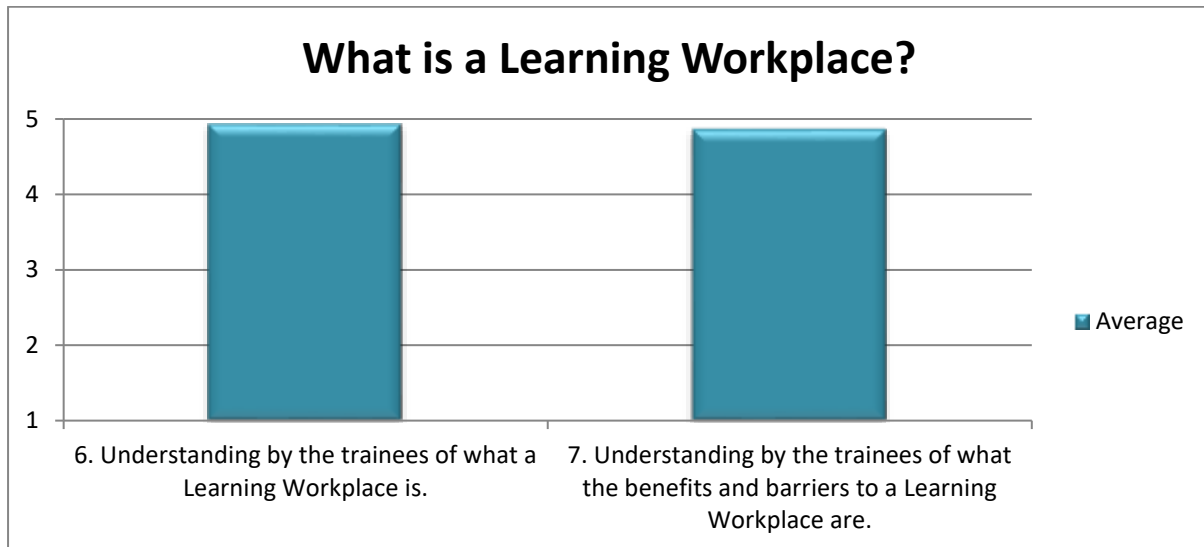 What is a Learning Workplace?
5
4
3
2
1
6. Understanding by the trainees of what a
Learning Workplace is.
7. Understanding by the trainees of what
the benefits and barriers to a Learning
Workplace are.
Average